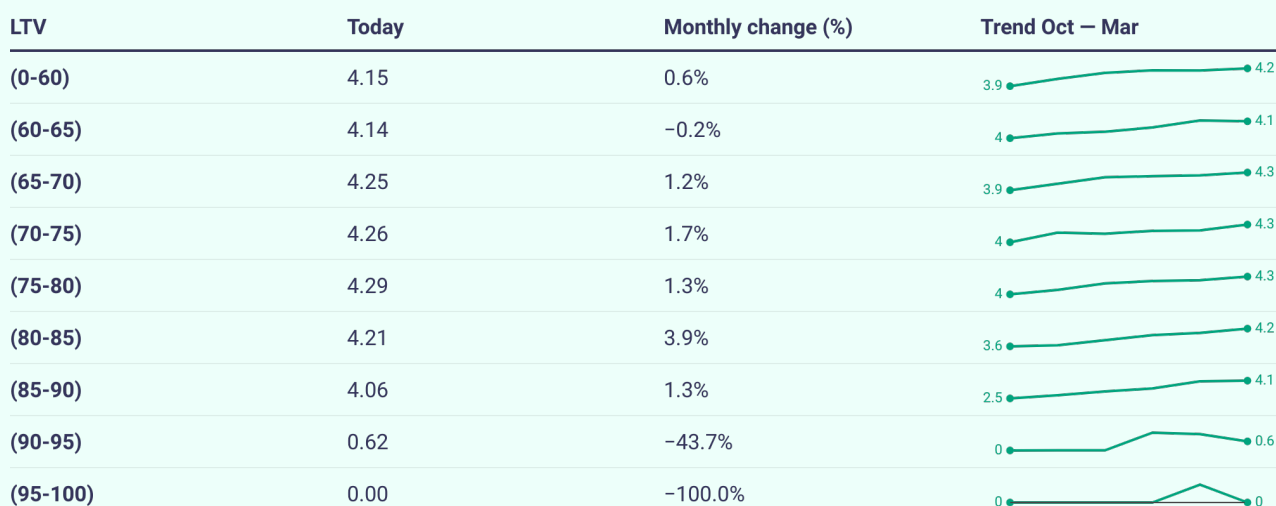 LTV Today Monthly change (%) Trend Oct — Mar
(0-60) 4.15 0.6% 3.9 4.2
(60-65) 4.14 −0.2% 4 4.1
(65-70) 4.25 1.2% 3.9 4.3
(70-75) 4.26 1.7% 4 4.3
(75-80) 4.29 1.3% 4 4.3
(80-85) 4.21 3.9% 3.6 4.2
(85-90) 4.06 1.3% 2.5 4.1
(90-95) 0.62 −43.7% 0 0.6
(95-100) 0.00 −100.0% 0 0